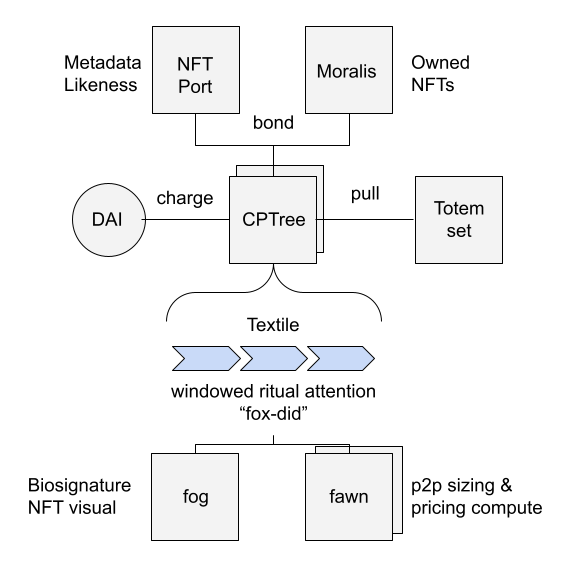 Metadata
Likeness
NFT
Port
Moralis
Owned
NFTs
bond
DAI
charge
CPTree
pull
Totem
set
Textile
windowed ritual attention
“fox-did”
Biosignature
NFT visual
fog
fawn
p2p sizing &
pricing compute